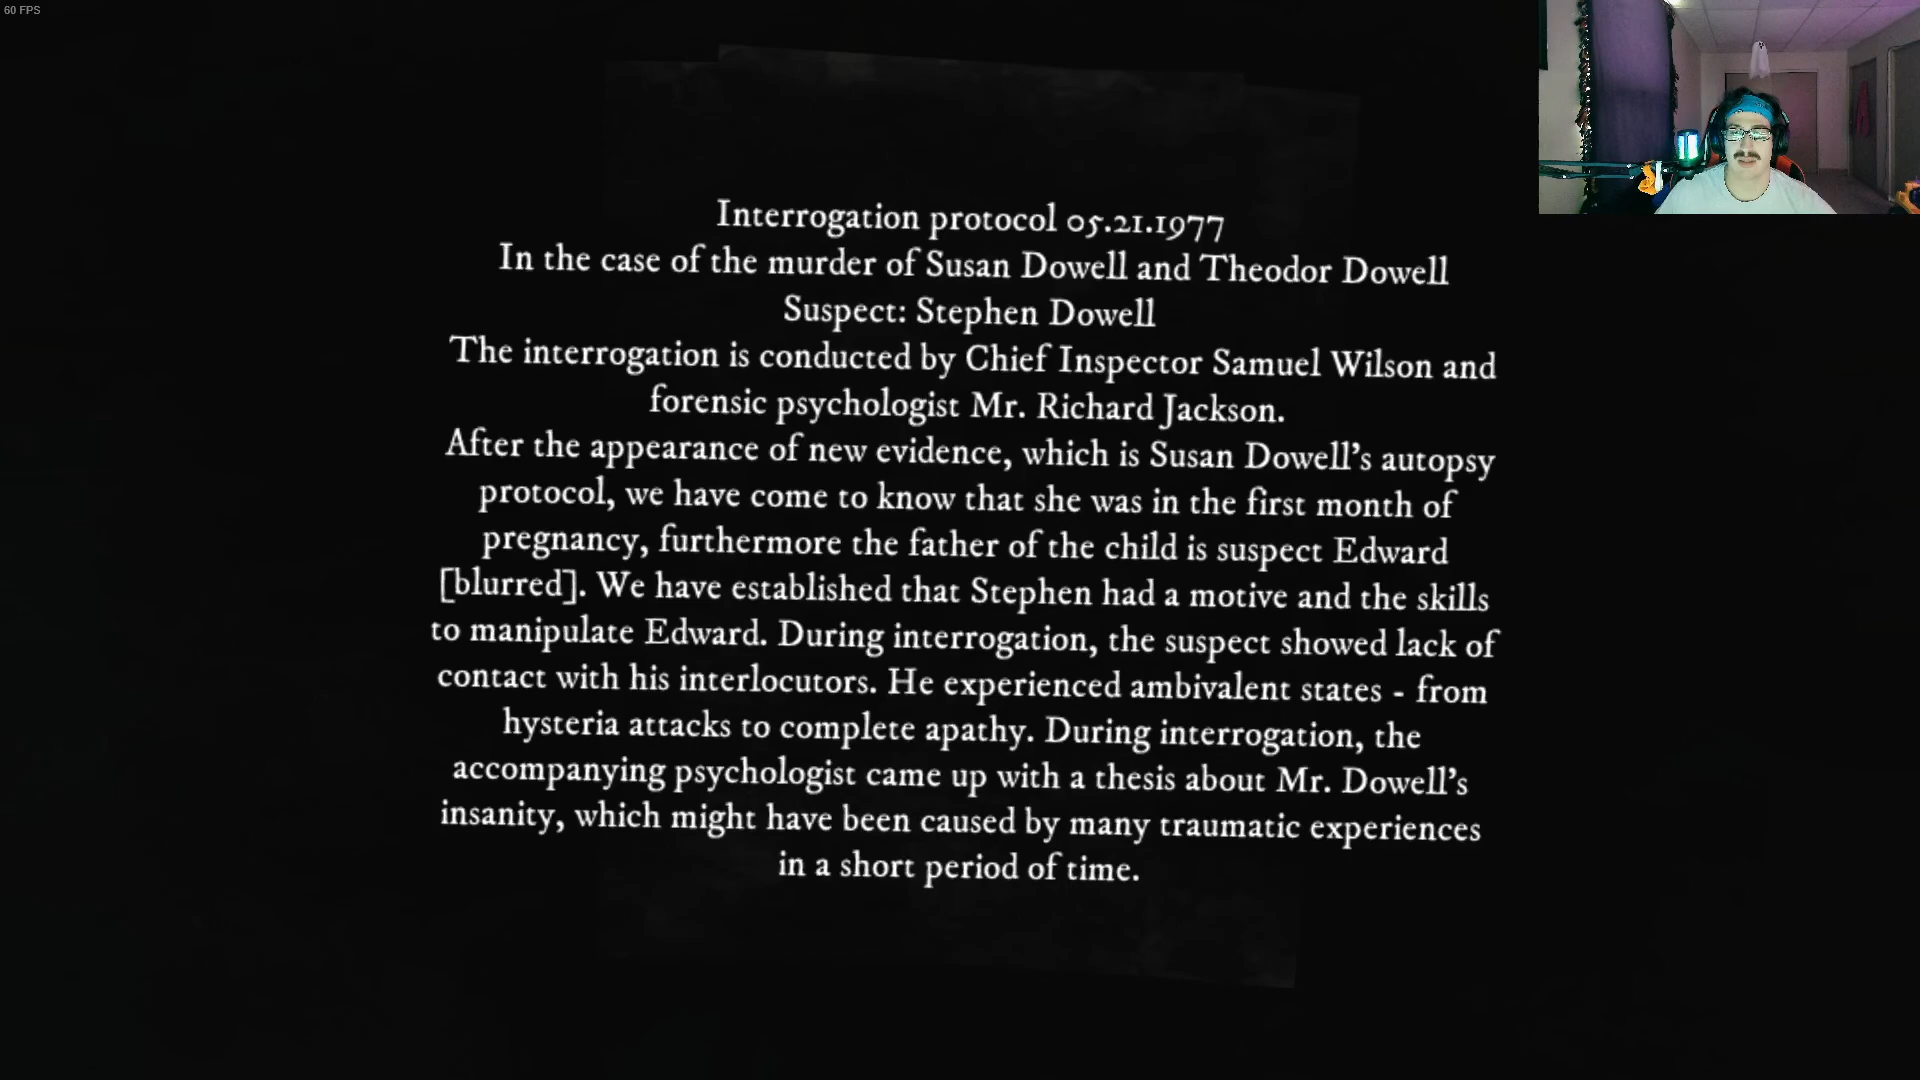 60 FPS
Interrogation protocol 05.21.1977
In the case of the murder of Susan Dowell and Theodor Dowell
Suspect: Stephen Dowell
The interrogation is conducted by Chief Inspector Samuel Wilson and
forensic psychologist Mr. Richard Jackson.
After the appearance of new evidence, which is Susan Dowell's autopsy
protocol, we have come to know that she was in the first month of
pregnancy, furthermore the father of the child is suspect Edward
[blurred]. We have established that Stephen had a motive and the skills
to manipulate Edward. During interrogation, the suspect showed lack of
contact with his interlocutors. He experienced ambivalent states - from
hysteria attacks to complete apathy. During interrogation, the
accompanying psychologist came up with a thesis about Mr. Dowell's
insanity, which might have been caused by many traumatic experiences
in a short period of time.